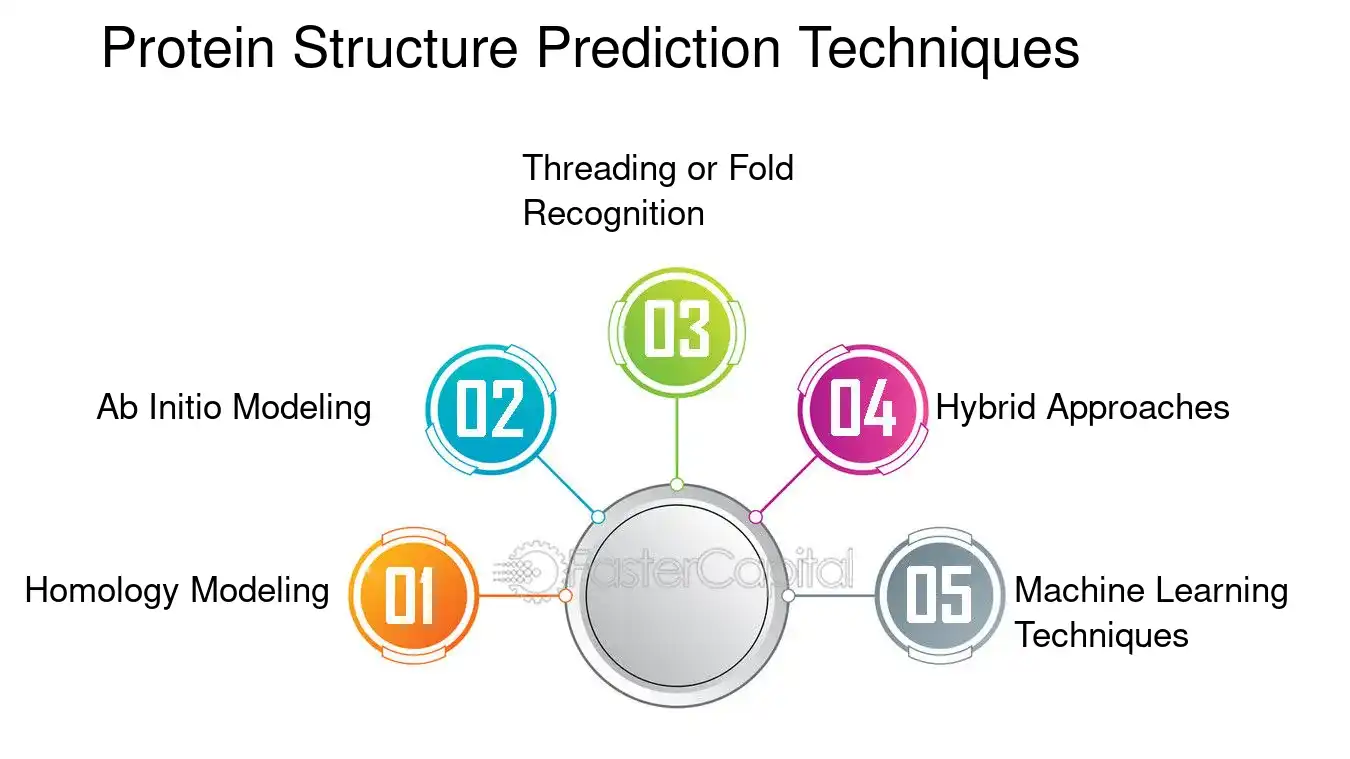 Protein Structure Prediction Techniques
Threading or Fold
Recognition
03
02
04
Ab Initio Modeling
Hybrid Approaches
FasterCapital
01
05
Homology Modeling
Machine Learning
Techniques